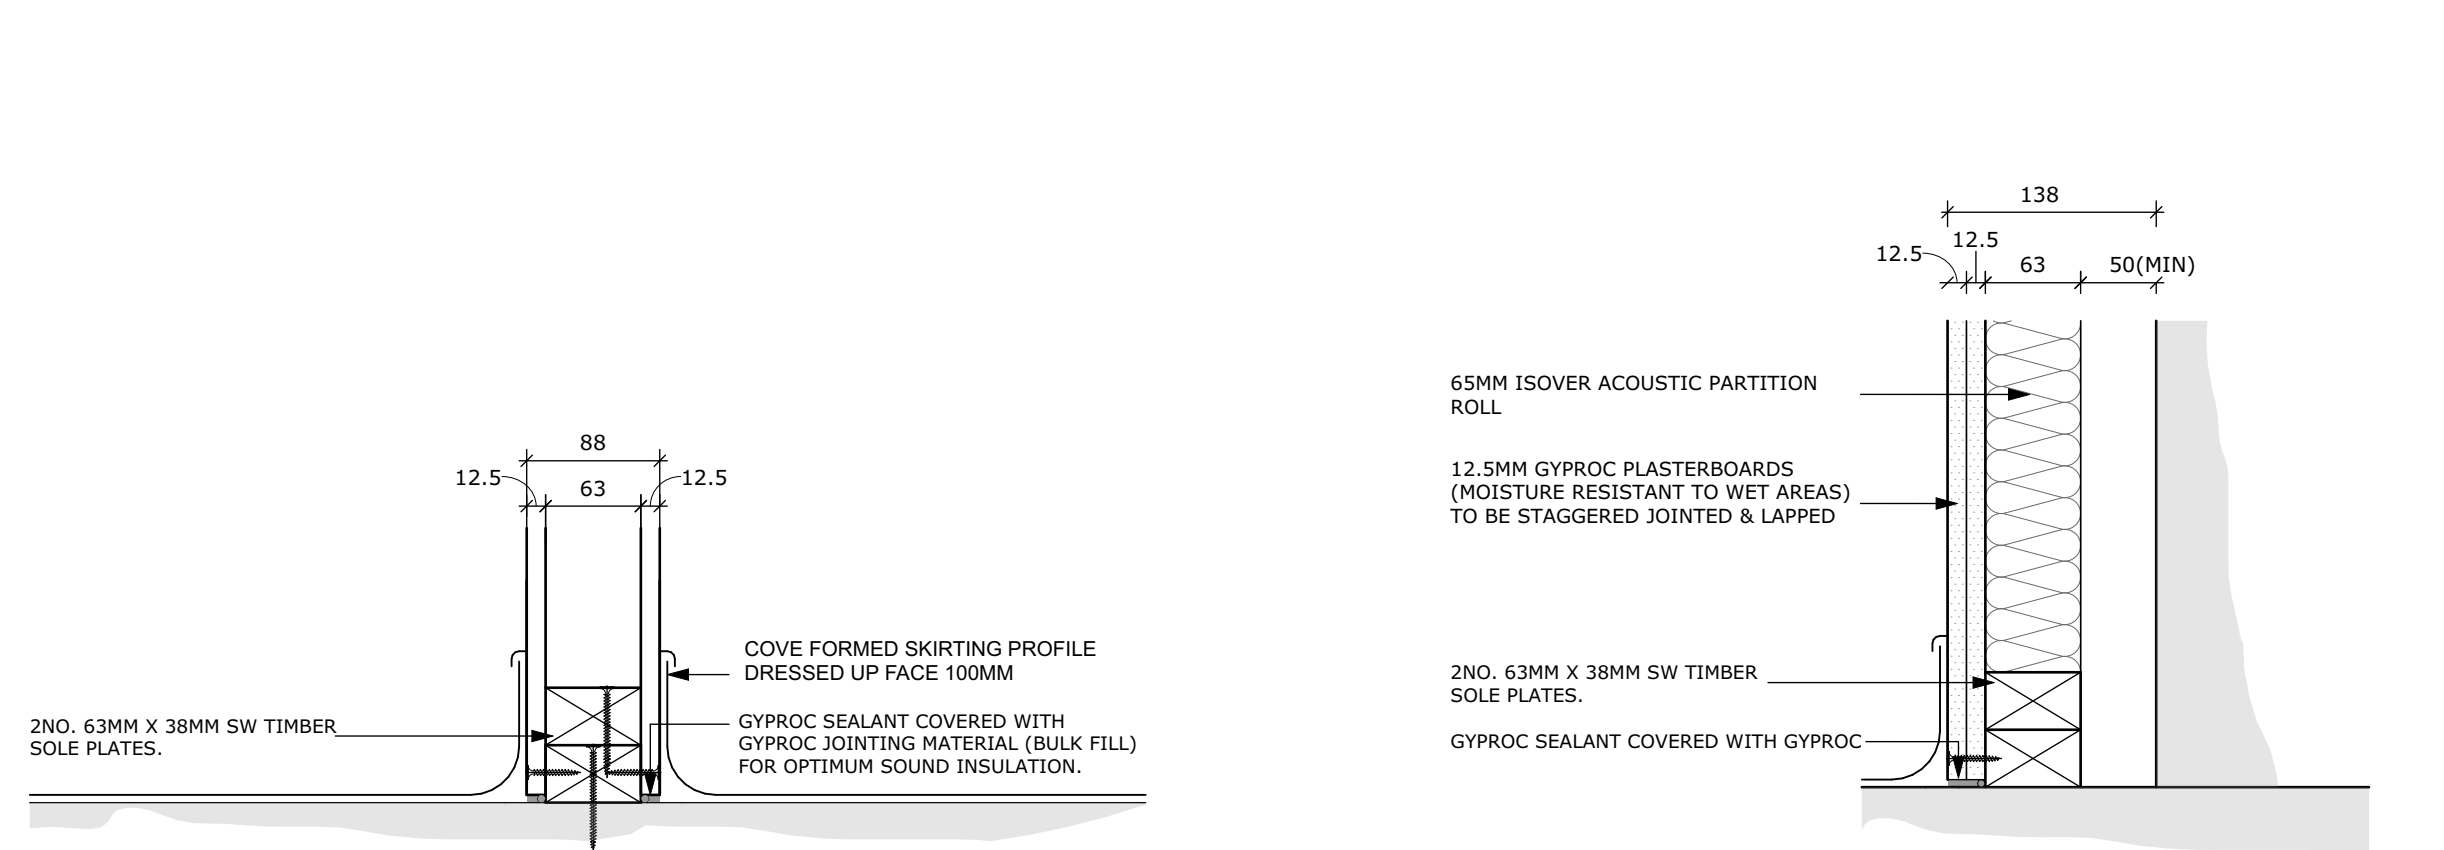 88
12.5
63
12.5
COVE FORMED SKIRTING PROFILE
DRESSED UP FACE 100MM
2NO. 63MM X 38MM SW TIMBER
SOLE PLATES.
GYPROC SEALANT COVERED WITH
GYPROC JOINTING MATERIAL (BULK FILL)
FOR OPTIMUM SOUND INSULATION.
138
12.5
12.5
63
50(MIN)
65MM ISOVER ACOUSTIC PARTITION
ROLL
12.5MM GYPROC PLASTERBOARDS
(MOISTURE RESISTANT TO WET AREAS)
TO BE STAGGERED JOINTED & LAPPED
2NO. 63MM X 38MM SW TIMBER
SOLE PLATES.
GYPROC SEALANT COVERED WITH GYPROC